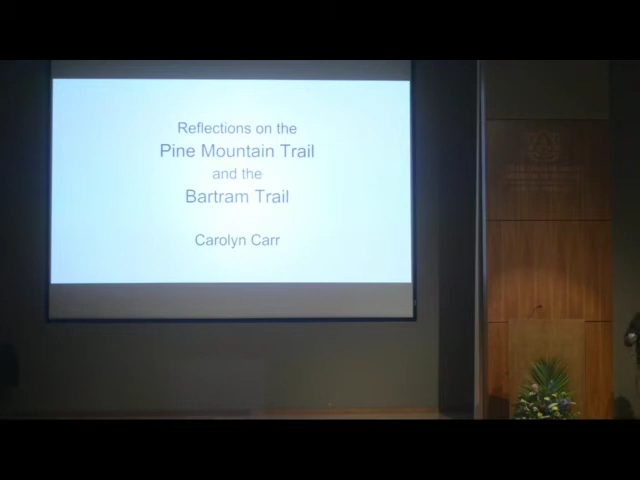 Reflections on the
Pine Mountain Trail
and the
Bartram Trail
Carolyn Carr